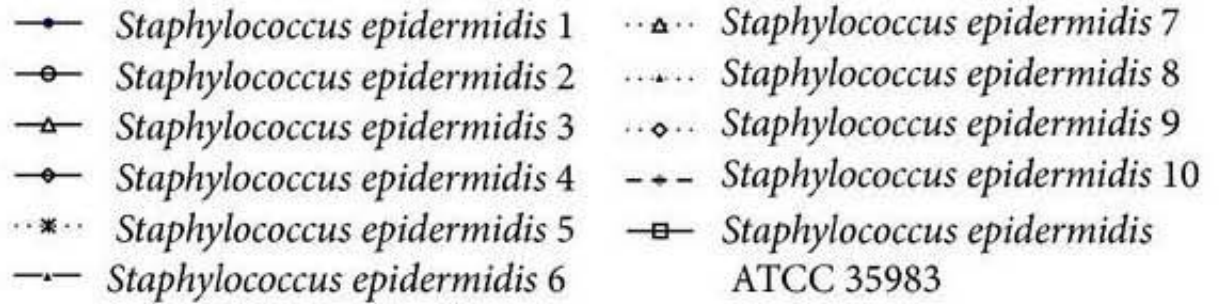 Staphylococcus epidermidis 1
Staphylococcus epidermidis 2
Staphylococcus epidermidis 3
Staphylococcus epidermidis 4
Staphylococcus epidermidis 5
Staphylococcus epidermidis 6
Staphylococcus epidermidis 7
Staphylococcus epidermidis 8
Staphylococcus epidermidis 9
Staphylococcus epidermidis 10
Staphylococcus epidermidis
ATCC 35983